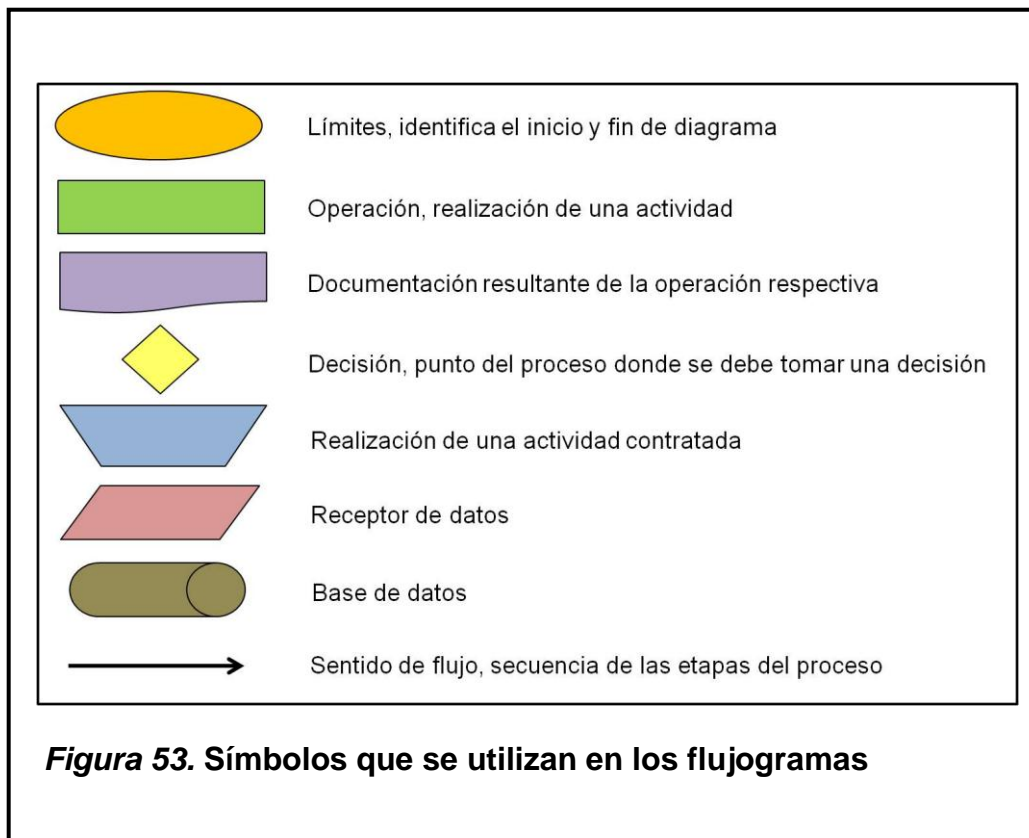 Límites, identifica el inicio y fin de diagrama
Operación, realización de una actividad
Documentación resultante de la operación respectiva
Decisión, punto del proceso donde se debe tomar una decisión
Realización de una actividad contratada
Receptor de datos
Base de datos
Sentido de flujo, secuencia de las etapas del proceso
Figura 53. Símbolos que se utilizan en los flujogramas